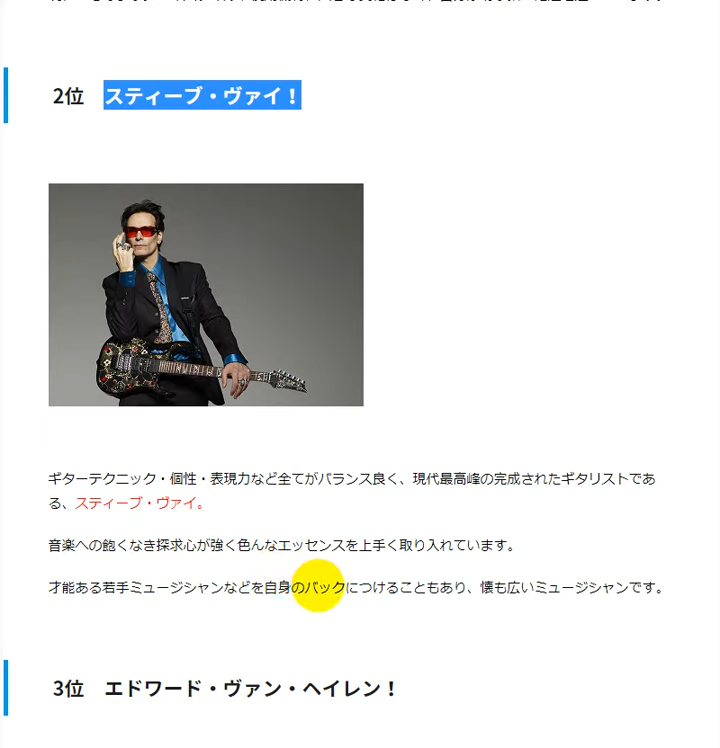 2位　スティーブ・ヴァイ！
ギターテクニック・個性・表現力など全てがバランス良く、現代最高峰の完成されたギタリストであ
る、スティーブ・ヴァイ。
音楽への飽くなき探求心が強く色んなエッセンスを上手く取り入れています。
才能ある若手ミュージシャンなどを自身のバックにつけることもあり、懐も広いミュージシャンです。
3位　エドワード・ヴァン・ヘイレン！